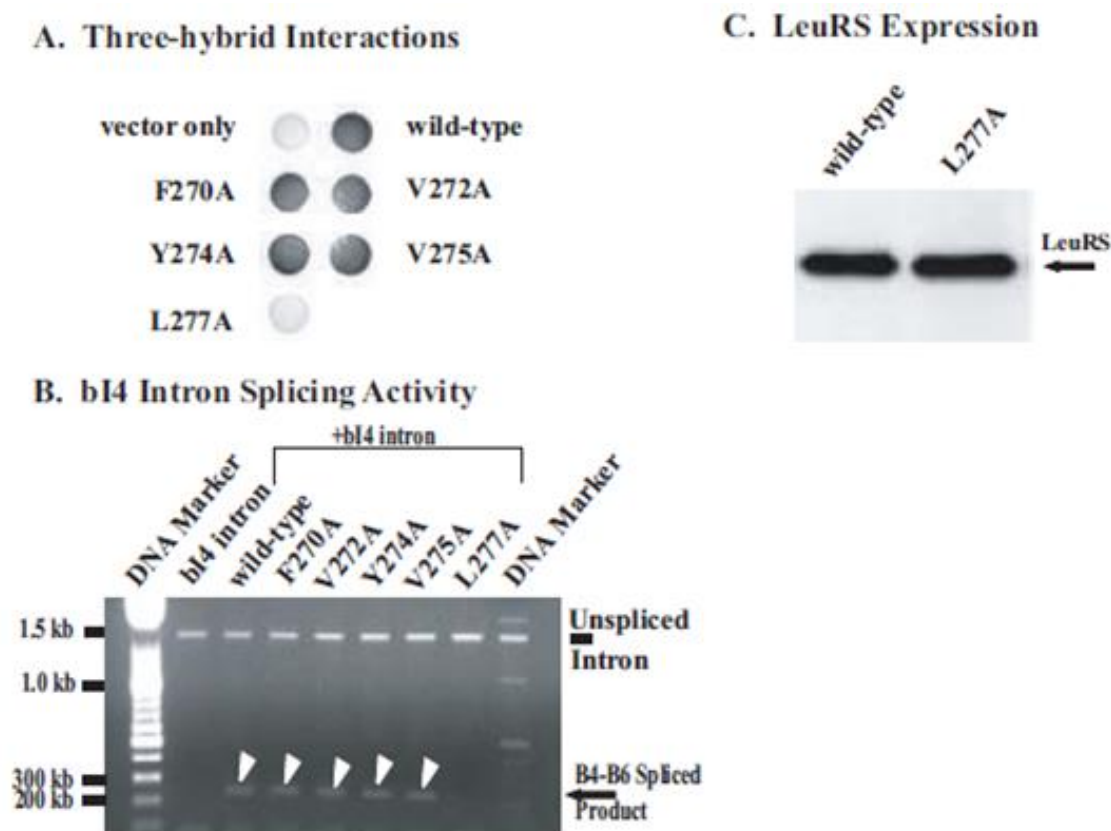 A. Three-hybrid Interactions
vector only
wild-type
F270A
V272A
Y274A
V275A
L277A
C. LeuRS Expression
wild-type
L277A
LeuRS
B. bI4 Intron Splicing Activity
+bI4 intron
DNA Marker
bI4 intron
wild-type
F270A
V272A
Y274A
V275A
L277A
DNA Marker
1.5 kb
1.0 kb
300 kb
200 kb
Unspliced
Intron
B4-B6 Spliced
Product